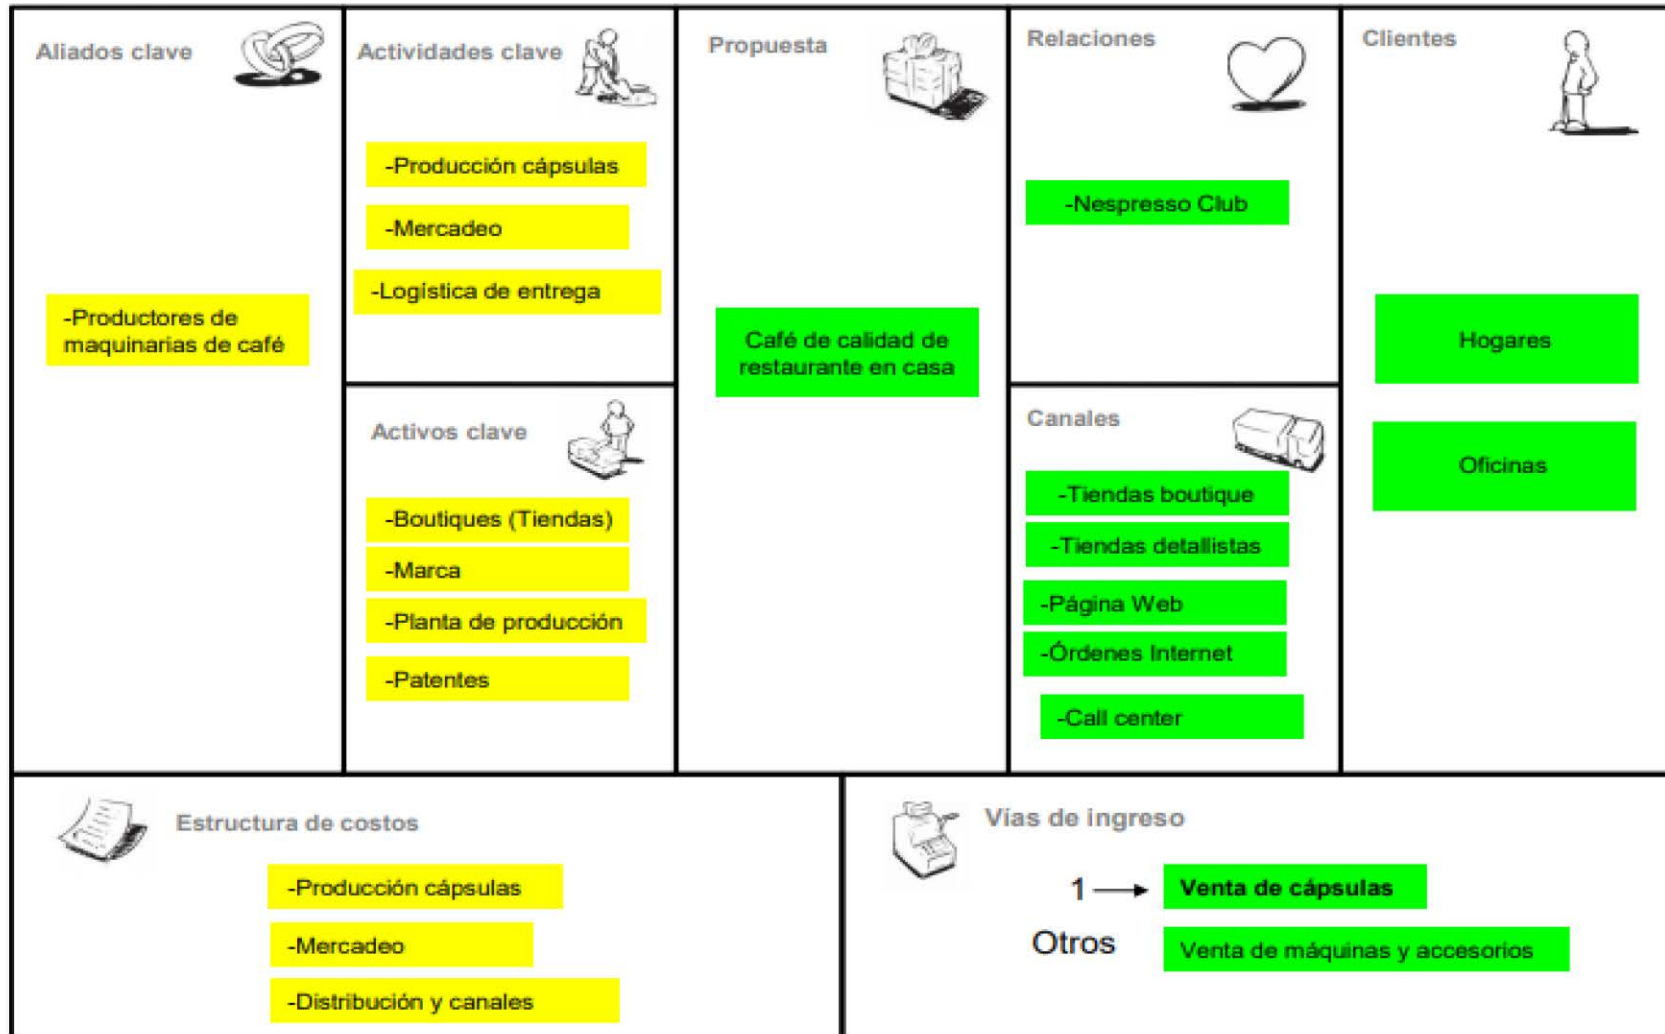 Aliados clave
-Productores de
maquinarias de café
Actividades clave
-Producción cápsulas
-Mercadeo
-Logística de entrega
Activos clave
-Boutiques (Tiendas)
-Marca
-Planta de producción
-Patentes
Propuesta
Café de calidad de
restaurante en casa
Relaciones
-Nespresso Club
Canales
-Tiendas boutique
-Tiendas detallistas
-Página Web
-Órdenes Internet
-Call center
Clientes
Hogares
Oficinas
Estructura de costos
-Producción cápsulas
-Mercadeo
-Distribución y canales
Vías de ingreso
1 Venta de cápsulas
Otros Venta de máquinas y accesorios